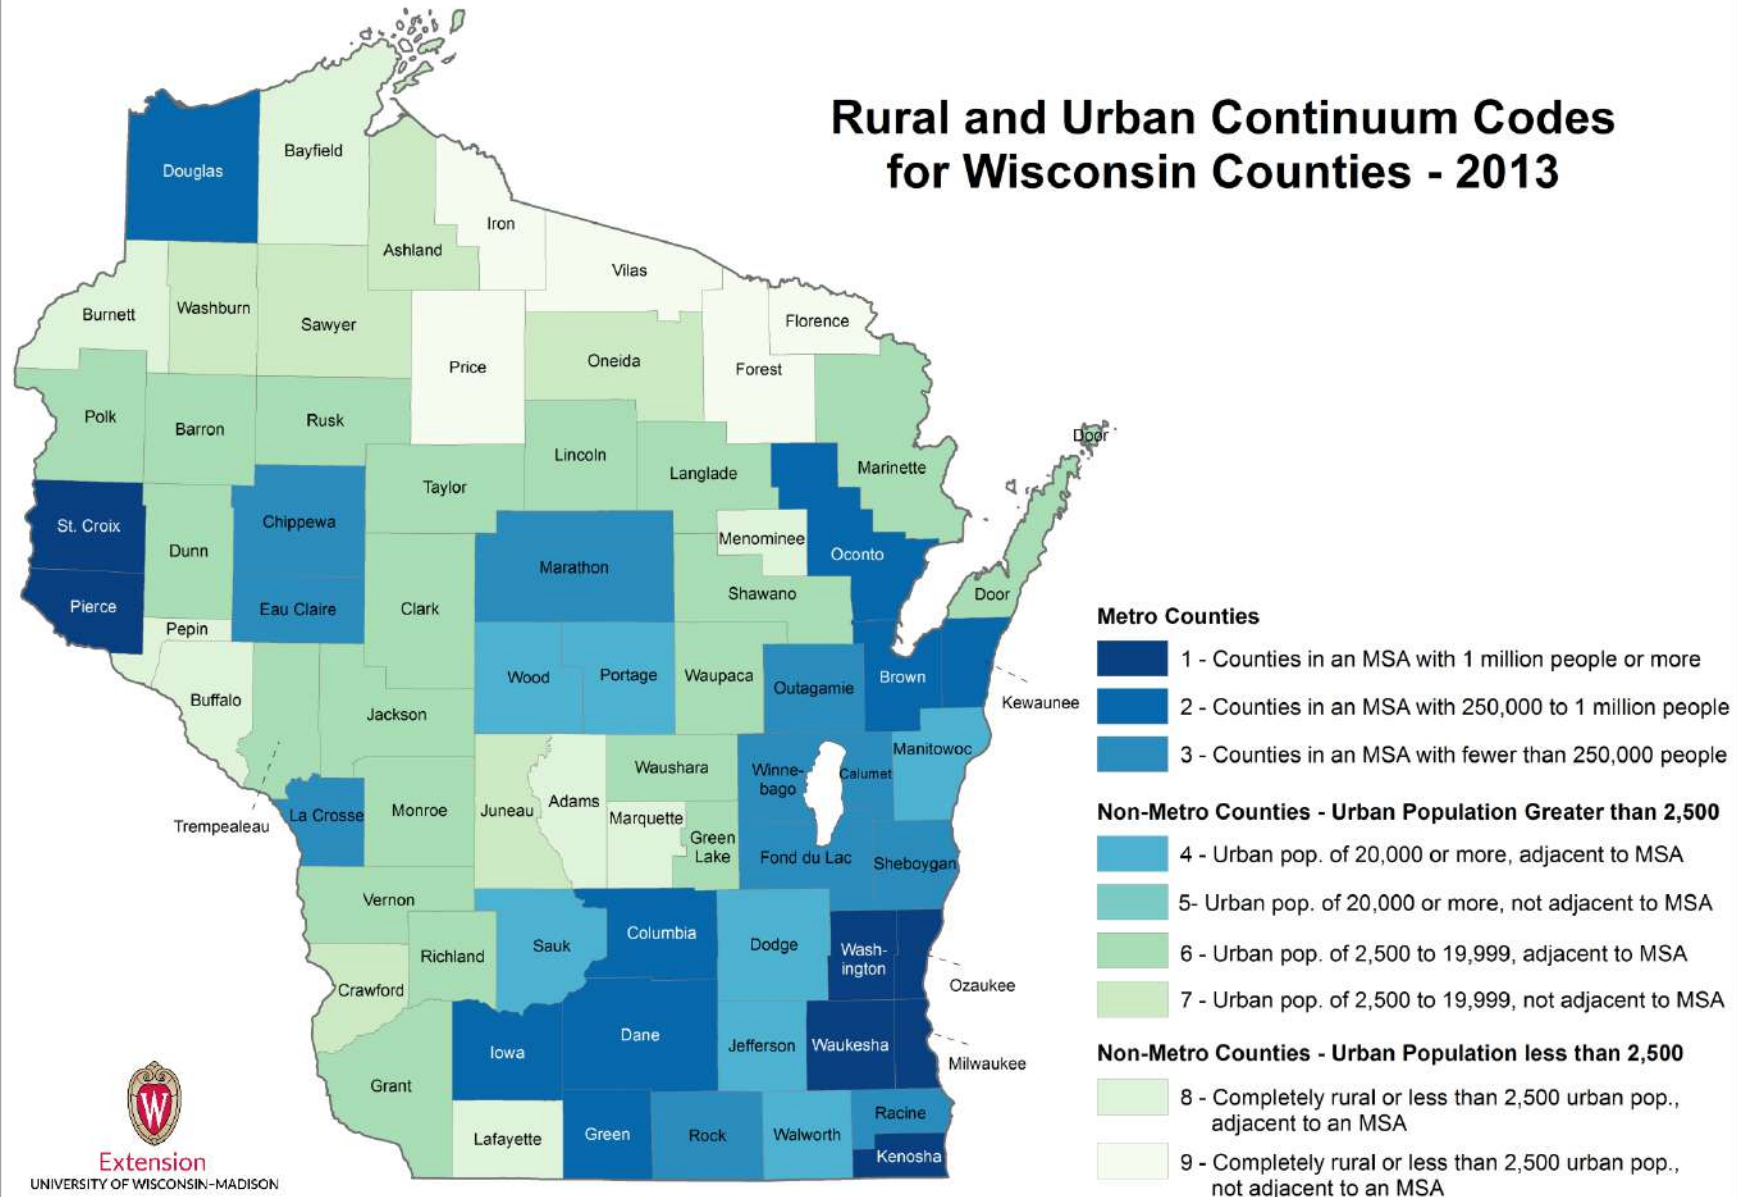 Rural and Urban Continuum Codes
for Wisconsin Counties - 2013
Douglas
Bayfield
Ashland
Iron
Vilas
Burnett
Washburn
Sawyer
Price
Oneida
Florence
Forest
Polk
Barron
Rusk
Taylor
Lincoln
Langlade
Marinette
Door
St. Croix
Pierce
Dunn
Chippewa
Eau Claire
Clark
Marathon
Menominee
Oconto
Shawano
Door
Pepin
Buffalo
Trempealeau
Jackson
Wood
Portage
Waupaca
Outagamie
Brown
Kewaunee
La Crosse
Monroe
Juneau
Adams
Waushara
Marquette
Green
Lake
Winne-
bago
Calumet
Manitowoc
Fond du Lac
Sheboygan
Vernon
Richland
Crawford
Sauk
Columbia
Dodge
Wash-
ington
Ozaukee
Grant
Iowa
Dane
Jefferson
Waukesha
Milwaukee
Lafayette
Green
Rock
Walworth
Racine
Kenosha
Metro Counties
1 - Counties in an MSA with 1 million people or more
2 - Counties in an MSA with 250,000 to 1 million people
3 - Counties in an MSA with fewer than 250,000 people
Non-Metro Counties - Urban Population Greater than 2,500
4 - Urban pop. of 20,000 or more, adjacent to MSA
5- Urban pop. of 20,000 or more, not adjacent to MSA
6 - Urban pop. of 2,500 to 19,999, adjacent to MSA
7 - Urban pop. of 2,500 to 19,999, not adjacent to MSA
Non-Metro Counties - Urban Population less than 2,500
8 - Completely rural or less than 2,500 urban pop.,
adjacent to an MSA
9 - Completely rural or less than 2,500 urban pop.,
not adjacent to an MSA
W
Extension
UNIVERSITY OF WISCONSIN–MADISON